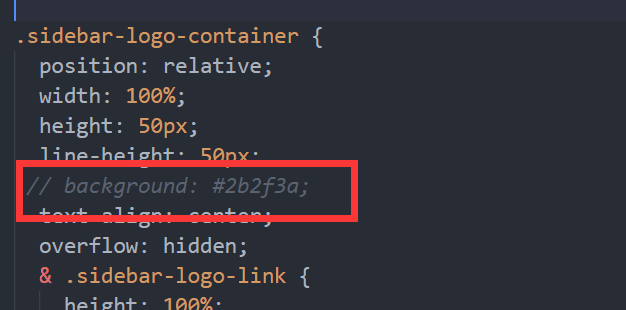 .sidebar-logo-container {
position: relative;
width: 100%;
height: 50px;
line-height: 50px;
// background: #2b2f3a;
text-align: center;
overflow: hidden;
& .sidebar-logo-link {
height: 100%;